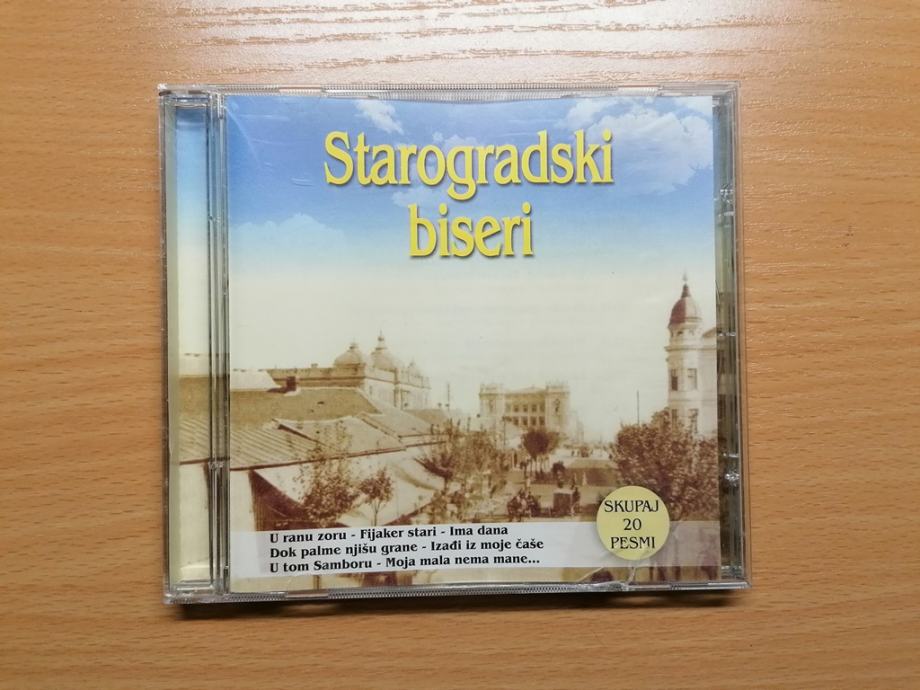 Starogradski
biseri
U ranu zoru - Fijaker stari - Ima dana
Dok palme njišu grane - Izađi iz moje čaše
U tom Samboru - Moja mala nema mane...
SKUPAJ
20
PESMI